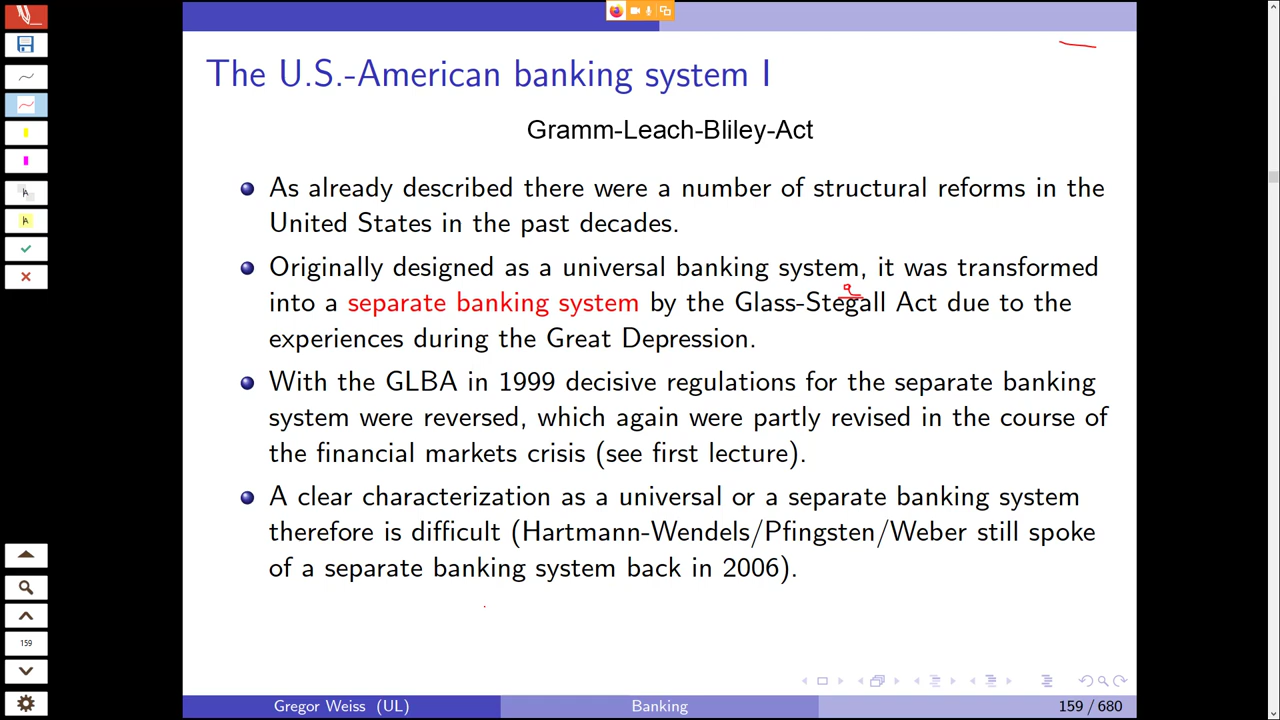 The U.S.-American banking system I
Gramm-Leach-Bliley-Act
As already described there were a number of structural reforms in the
United States in the past decades.
Originally designed as a universal banking system, it was transformed
into a separate banking system by the Glass-Stegall Act due to the
experiences during the Great Depression.
With the GLBA in 1999 decisive regulations for the separate banking
system were reversed, which again were partly revised in the course of
the financial markets crisis (see first lecture).
A clear characterization as a universal or a separate banking system
therefore is difficult (Hartmann-Wendels/Pfingsten/Weber still spoke
of a separate banking system back in 2006).
159
Gregor Weiss (UL) Banking 159 / 680